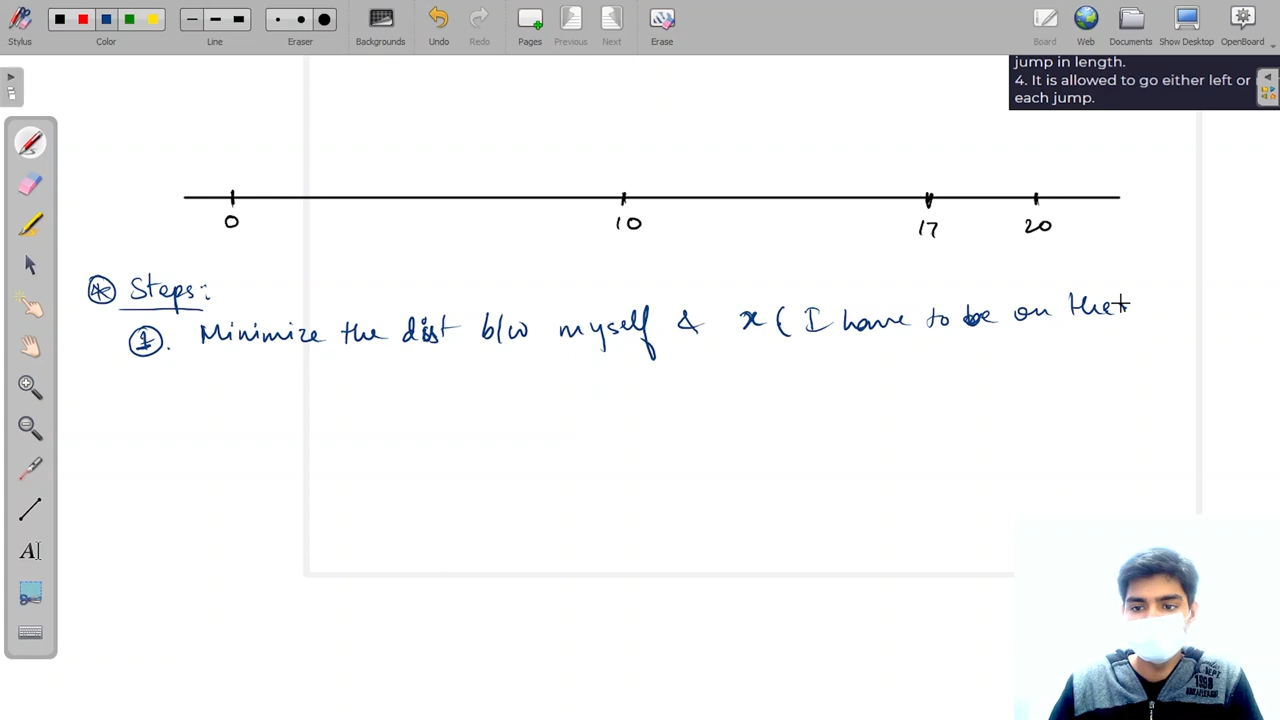 Stylus
Color
Line
Eraser
Backgrounds
Undo
Redo
Pages
Previous
Next
Erase
Board
Web
Documents
Show Desktop
OpenBoard
jump in length.
4. It is allowed to go either left or
each jump.
0 10 17 20
* Steps:
1. Minimize the dist b/w myself & x ( I have to be on the
A
1998